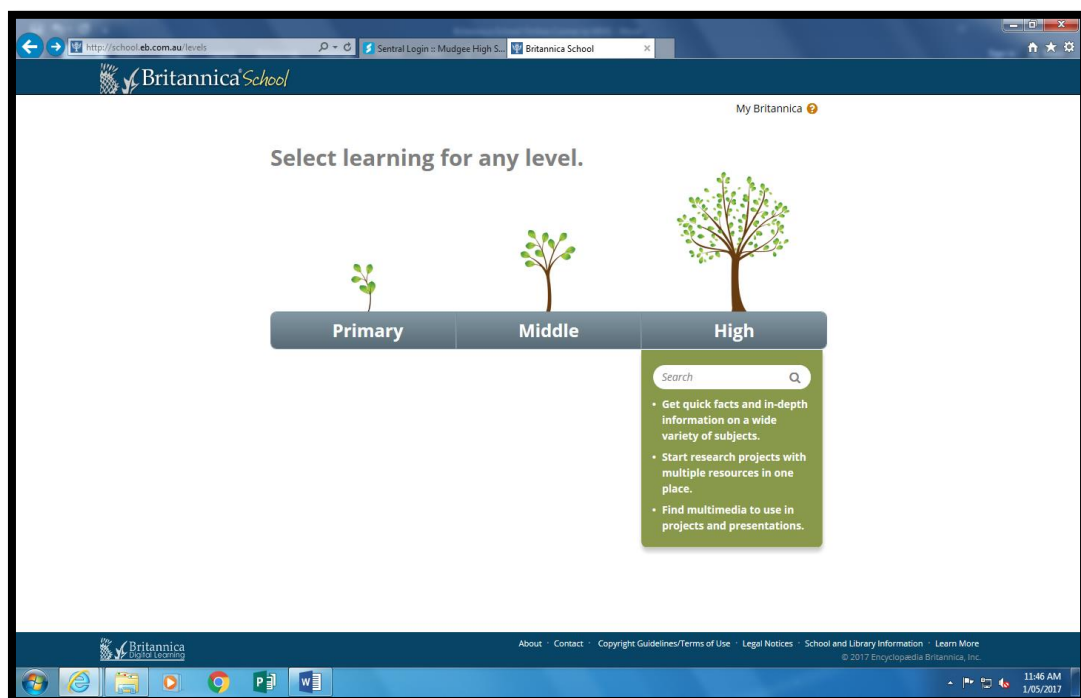 http://school.eb.com.au/levels
Sentral Login :: Mudgee High S...
Britannica School
Britannica School
My Britannica ?
Select learning for any level.
Primary
Middle
High
Search
• Get quick facts and in-depth
information on a wide
variety of subjects.
• Start research projects with
multiple resources in one
place.
• Find multimedia to use in
projects and presentations.
Britannica
Digital Learning
About · Contact · Copyright Guidelines/Terms of Use · Legal Notices · School and Library Information · Learn More
© 2017 Encyclopædia Britannica, Inc.
11:46 AM
1/05/2017